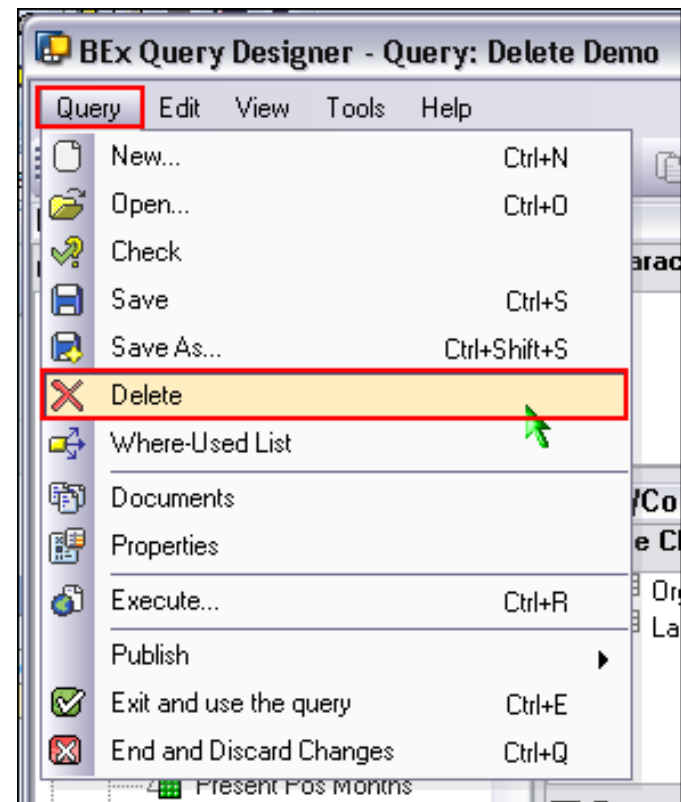 BEx Query Designer - Query: Delete Demo
Query Edit View Tools Help
New... Ctrl+N
Open... Ctrl+O
Check
Save Ctrl+S
Save As... Ctrl+Shift+S
Delete
Where-Used List
Documents
Properties
Execute... Ctrl+R
Publish
Exit and use the query Ctrl+E
End and Discard Changes Ctrl+Q
Present Pos Months